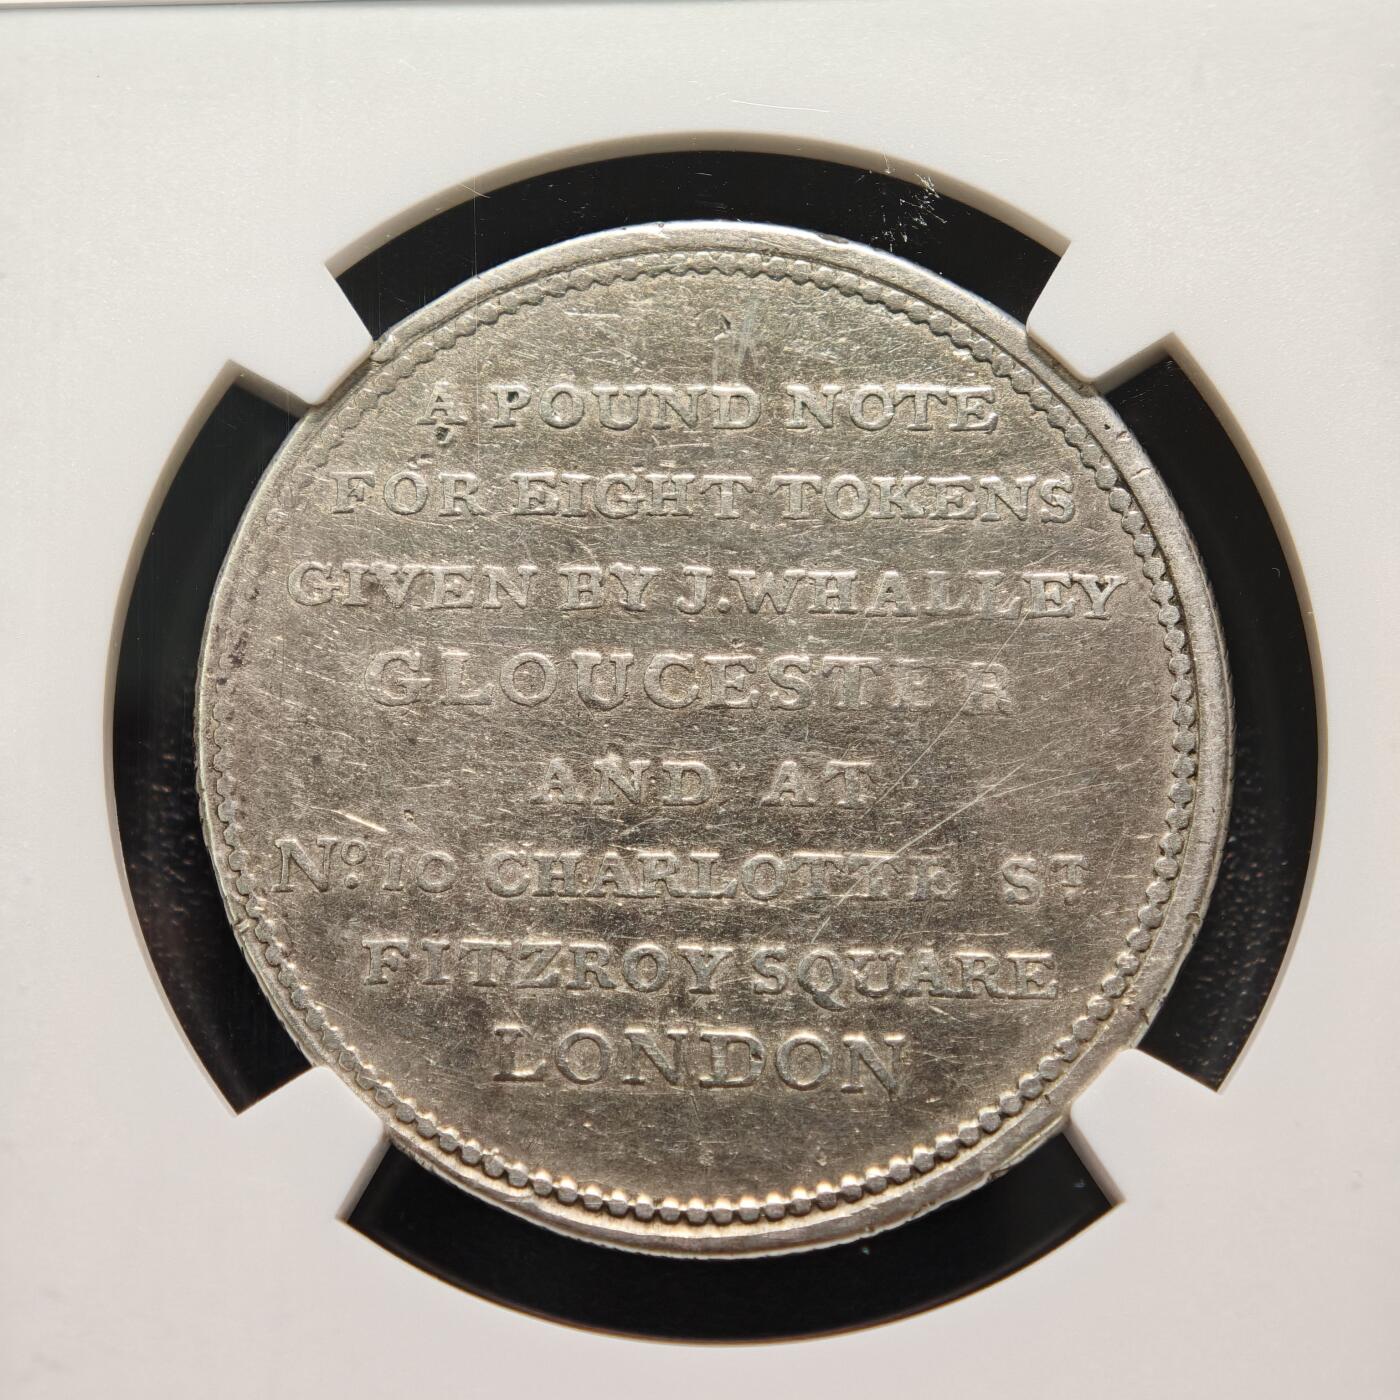 A POUND NOTE
FOR EIGHT TOKENS
GIVEN BY J. WHALLEY
GLOUCESTER
AND AT
Nº. 10 CHARLOTTE ST.
FITZROY SQUARE
LONDON